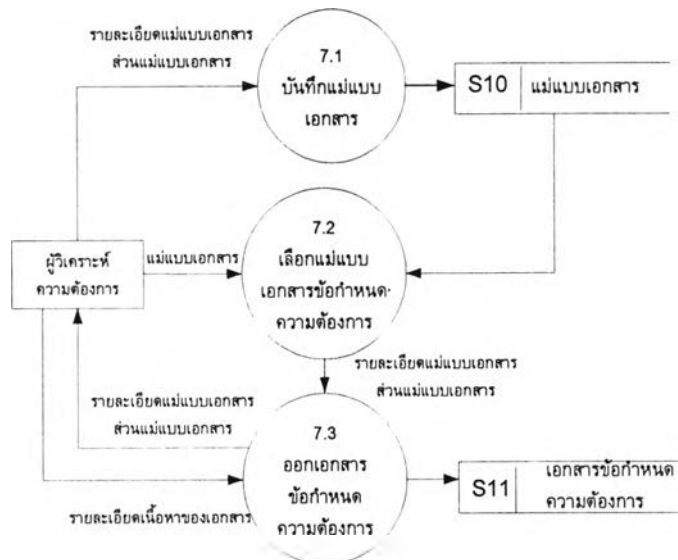 รายละเอียดแม่แบบเอกสาร
ส่วนแม่แบบเอกสาร
7.1
บันทึกแม่แบบ
เอกสาร
S10
แม่แบบเอกสาร
ผู้วิเคราะห์
ความต้องการ
แม่แบบเอกสาร
7.2
เลือกแม่แบบ
เอกสารข้อกำหนด
ความต้องการ
รายละเอียดแม่แบบเอกสาร
ส่วนแม่แบบเอกสาร
รายละเอียดแม่แบบเอกสาร
ส่วนแม่แบบเอกสาร
7.3
ออกเอกสาร
ข้อกำหนด
ความต้องการ
รายละเอียดเนื้อหาของเอกสาร
S11
เอกสารข้อกำหนด
ความต้องการ